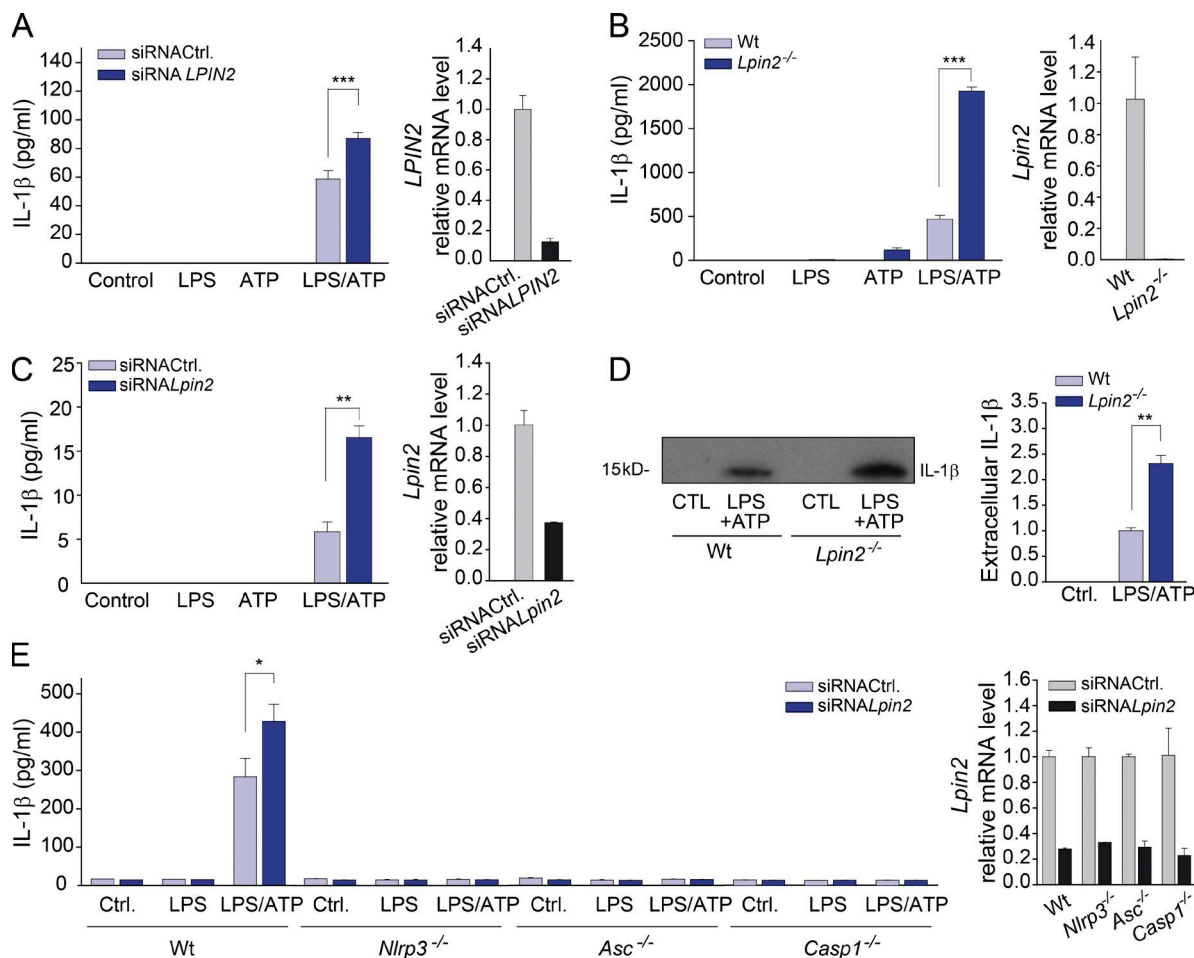 A
siRNACtrl.
siRNA LPIN2
IL-1β (pg/ml)
140
120
100
80
60
40
20
0
***
Control LPS ATP LPS/ATP
LPIN2
relative mRNA level
1.4
1.2
1.0
0.8
0.6
0.4
0.2
0.0
siRNACtrl.
siRNALPIN2
B
Wt
Lpin2-/-
IL-1β (pg/ml)
2500
2000
1500
1000
500
0
***
Control LPS ATP LPS/ATP
Lpin2
relative mRNA level
1.4
1.2
1.0
0.8
0.6
0.4
0.2
0.0
Wt
Lpin2-/-
C
siRNACtrl.
siRNALpin2
IL-1β (pg/ml)
25
20
15
10
5
0
**
Control LPS ATP LPS/ATP
Lpin2
relative mRNA level
1.4
1.2
1.0
0.8
0.6
0.4
0.2
0.0
siRNACtrl.
siRNALpin2
D
15kD-
IL-1β
CTL LPS CTL LPS
+ATP +ATP
Wt Lpin2-/-
Wt
Lpin2-/-
Extracellular IL-1β
3.5
3.0
2.5
2.0
1.5
1.0
0.5
0.0
**
Ctrl. LPS/ATP
E
siRNACtrl.
siRNALpin2
IL-1β (pg/ml)
500
400
300
200
100
0
*
Ctrl. LPS LPS/ATP Ctrl. LPS LPS/ATP Ctrl. LPS LPS/ATP Ctrl. LPS LPS/ATP
Wt Nlrp3-/- Asc-/- Casp1-/-
siRNACtrl.
siRNALpin2
Lpin2
relative mRNA level
1.6
1.4
1.2
1.0
0.8
0.6
0.4
0.2
0.0
Wt
Nlrp3-/-
Asc-/-
Casp1-/-